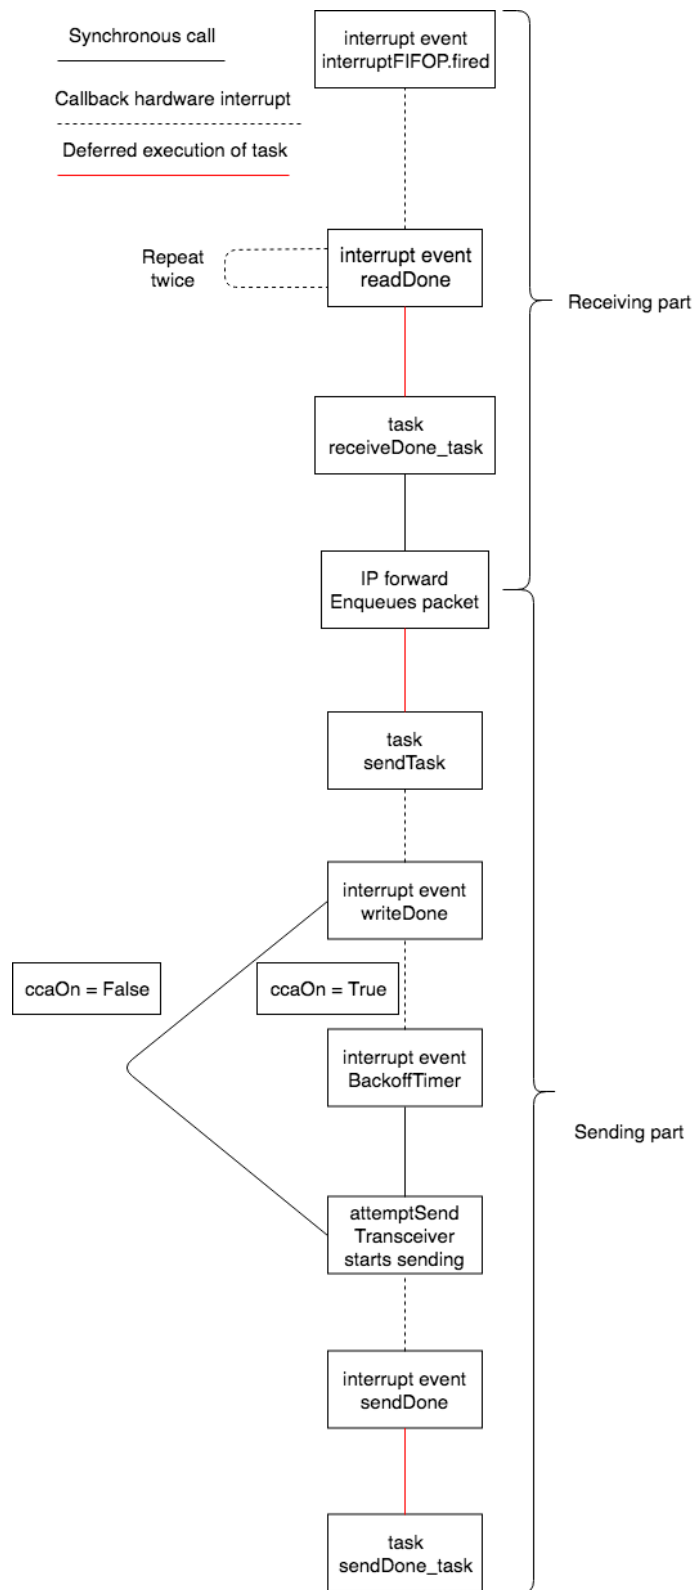 Synchronous call
Callback hardware interrupt
Deferred execution of task
interrupt event
interruptFIFOP.fired
Repeat
twice
interrupt event
readDone
Receiving part
task
receiveDone_task
IP forward
Enqueues packet
task
sendTask
interrupt event
writeDone
ccaOn = False
ccaOn = True
interrupt event
BackoffTimer
Sending part
attemptSend
Transceiver
starts sending
interrupt event
sendDone
task
sendDone_task